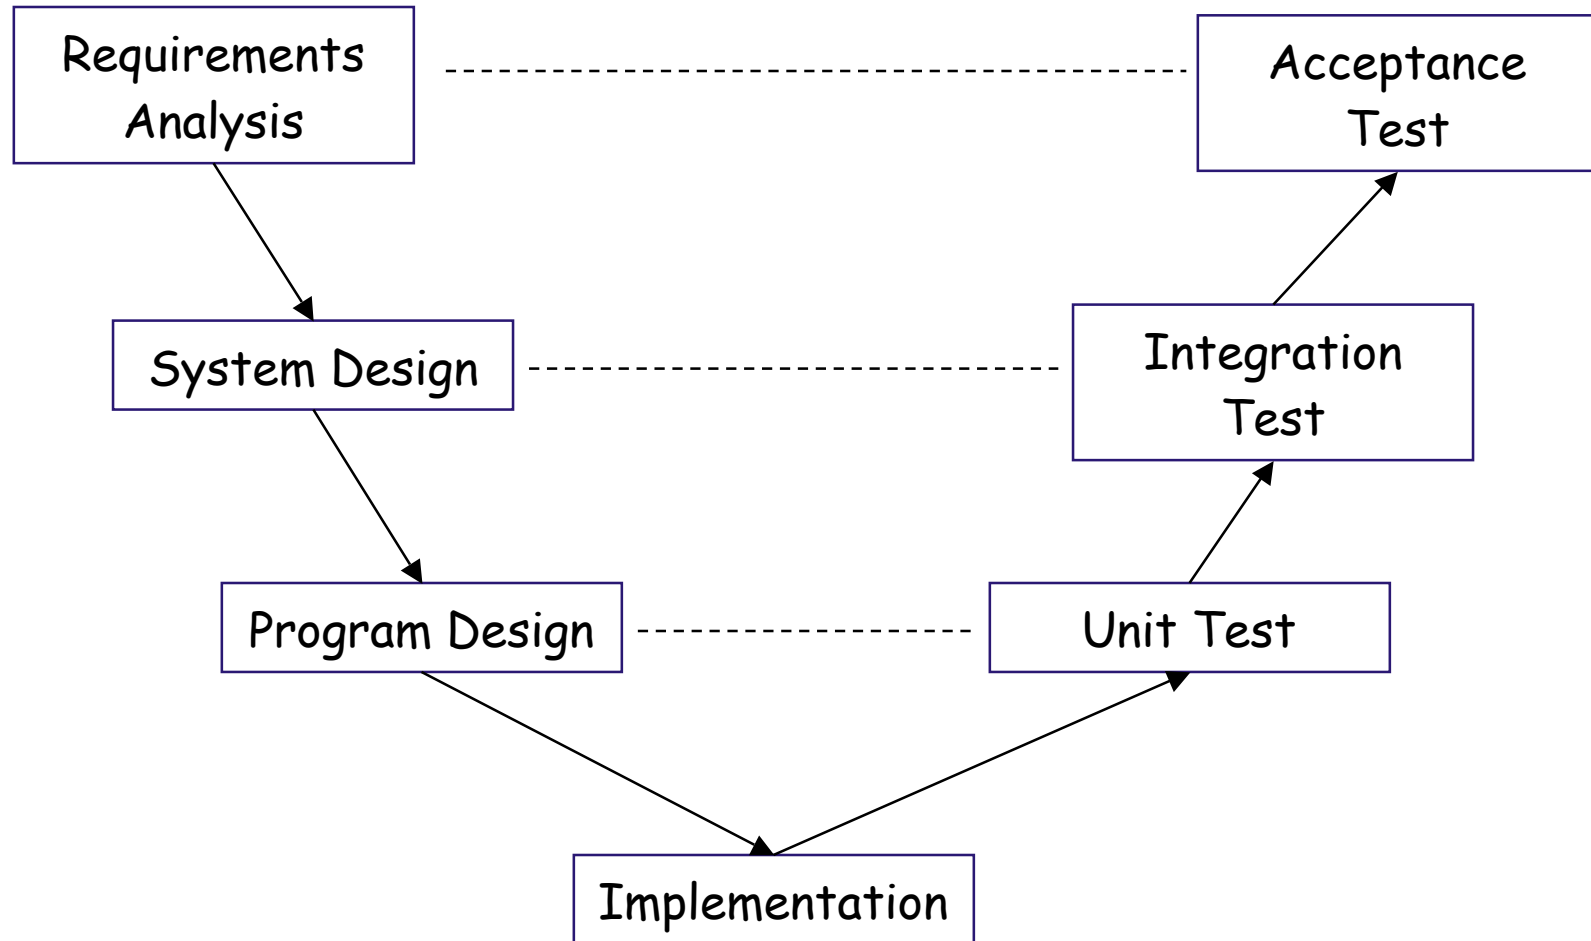 Requirements
Analysis
Acceptance
Test
System Design
Integration
Test
Program Design
Unit Test
Implementation